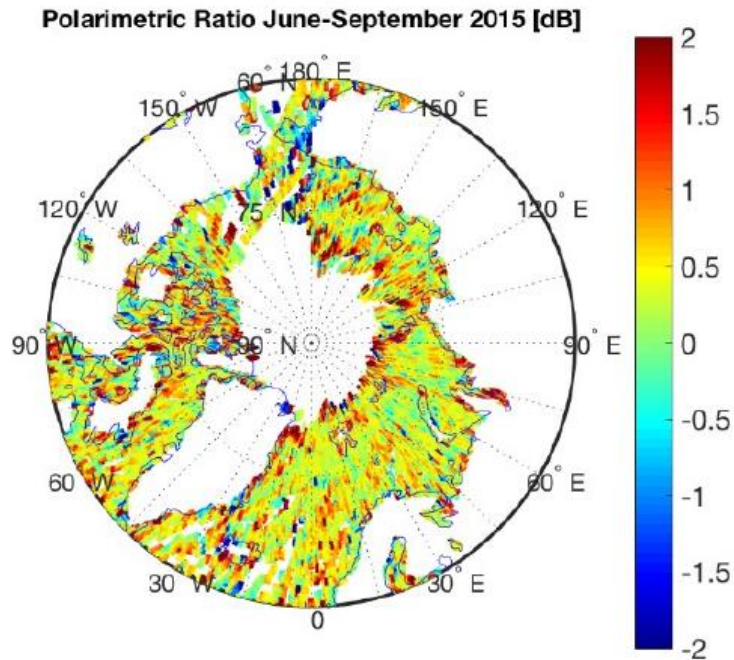 Polarimetric Ratio June-September 2015 [dB]
60° N
180° E
150° W
150° E
120° W
75° N
120° E
90° W
90° N
90° E
60 W
60° E
30 W
30° E
0
2
1.5
1
0.5
0
-0.5
-1
-1.5
-2